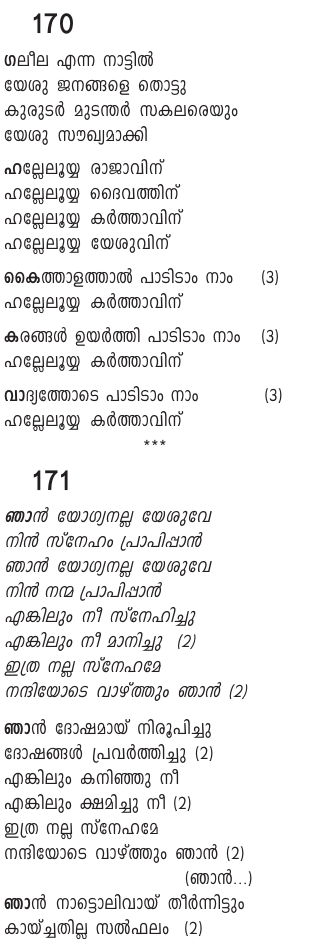 170
ഗലീല എന്ന നാട്ടിൽ
യേശു ജനങ്ങളെ തൊട്ടു
കുരുടർ മുടന്തർ സകലരെയും
യേശു സൗഖ്യമാക്കി
ഹല്ലേലൂയ്യ രാജാവിന്
ഹല്ലേലൂയ്യ ദൈവത്തിന്
ഹല്ലേലൂയ്യ കർത്താവിന്
ഹല്ലേലൂയ്യ യേശുവിന്
കൈത്താളത്താൽ പാടിടാം നാം (3)
ഹല്ലേലൂയ്യ കർത്താവിന്
കരങ്ങൾ ഉയർത്തി പാടിടാം നാം (3)
ഹല്ലേലൂയ്യ കർത്താവിന്
വാദ്യത്തോടെ പാടിടാം നാം (3)
ഹല്ലേലൂയ്യ കർത്താവിന്
***
171
ഞാൻ യോഗ്യനല്ല യേശുവേ
നിൻ സ്നേഹം പ്രാപിപ്പാൻ
ഞാൻ യോഗ്യനല്ല യേശുവേ
നിൻ നന്മ പ്രാപിപ്പാൻ
എങ്കിലും നീ സ്നേഹിച്ചു
എങ്കിലും നീ മാനിച്ചു (2)
ഇത്ര നല്ല സ്നേഹമേ
നന്ദിയോടെ വാഴ്ത്തും ഞാൻ (2)
ഞാൻ ദോഷമായ് നിരൂപിച്ചു
ദോഷങ്ങൾ പ്രവർത്തിച്ചു (2)
എങ്കിലും കനിഞ്ഞു നീ
എങ്കിലും ക്ഷമിച്ചു നീ (2)
ഇത്ര നല്ല സ്നേഹമേ
നന്ദിയോടെ വാഴ്ത്തും ഞാൻ (2)
(ഞാൻ...)
ഞാൻ നാട്ടൊലിവായ് തീർന്നിട്ടും
കായ്ച്ചതില്ല സൽഫലം (2)